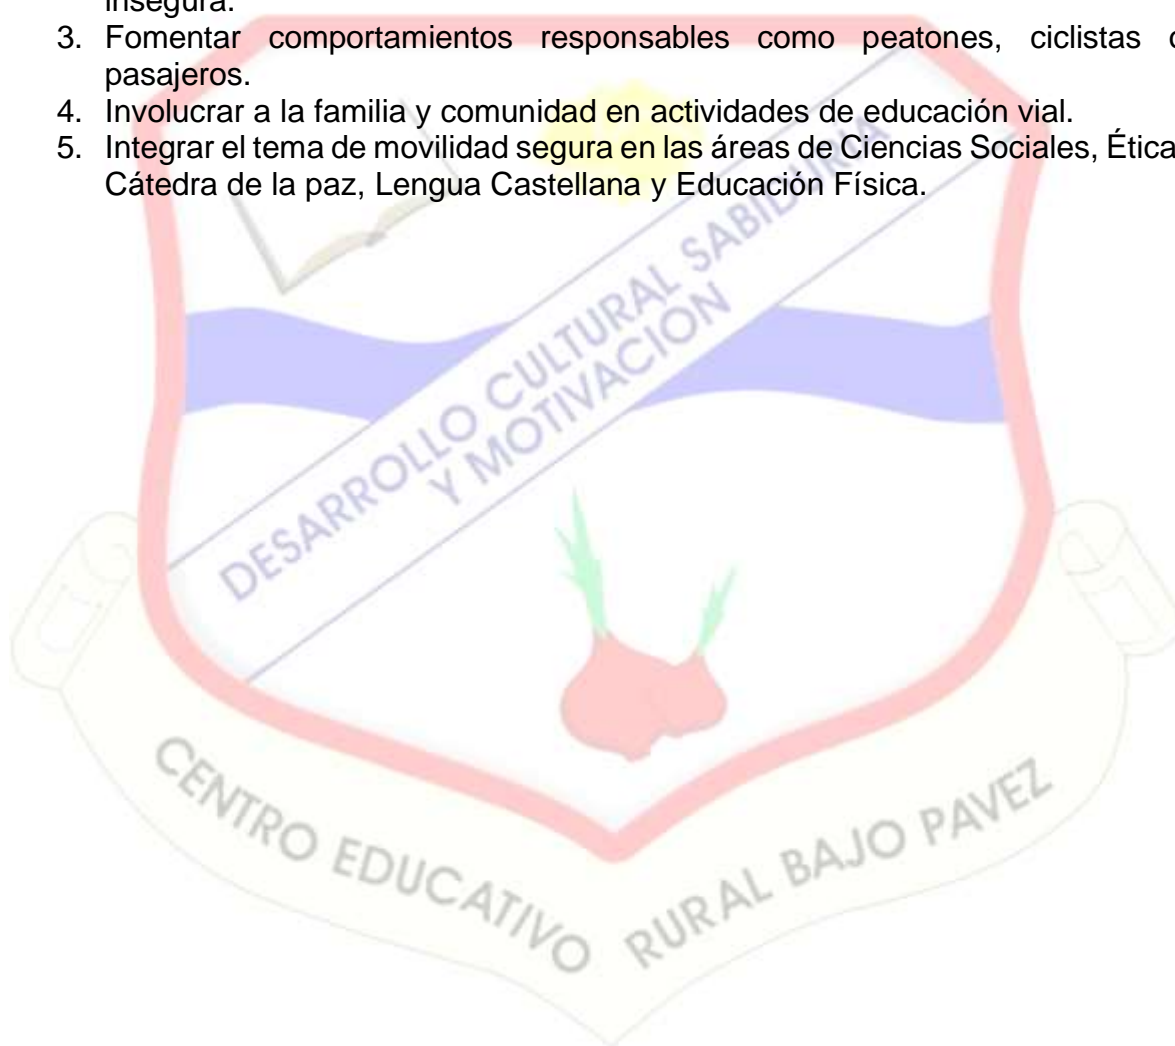 insegura.
3. Fomentar comportamientos responsables como peatones, ciclistas
pasajeros.
4. Involucrar a la familia y comunidad en actividades de educación vial.
5. Integrar el tema de movilidad segura en las áreas de Ciencias Sociales, Ética
Cátedra de la paz, Lengua Castellana y Educación Física.
DESARROLLO CULTURAL SABIDURIA
Y MOTIVACION
CENTRO EDUCATIVO RURAL BAJO PAVEZ